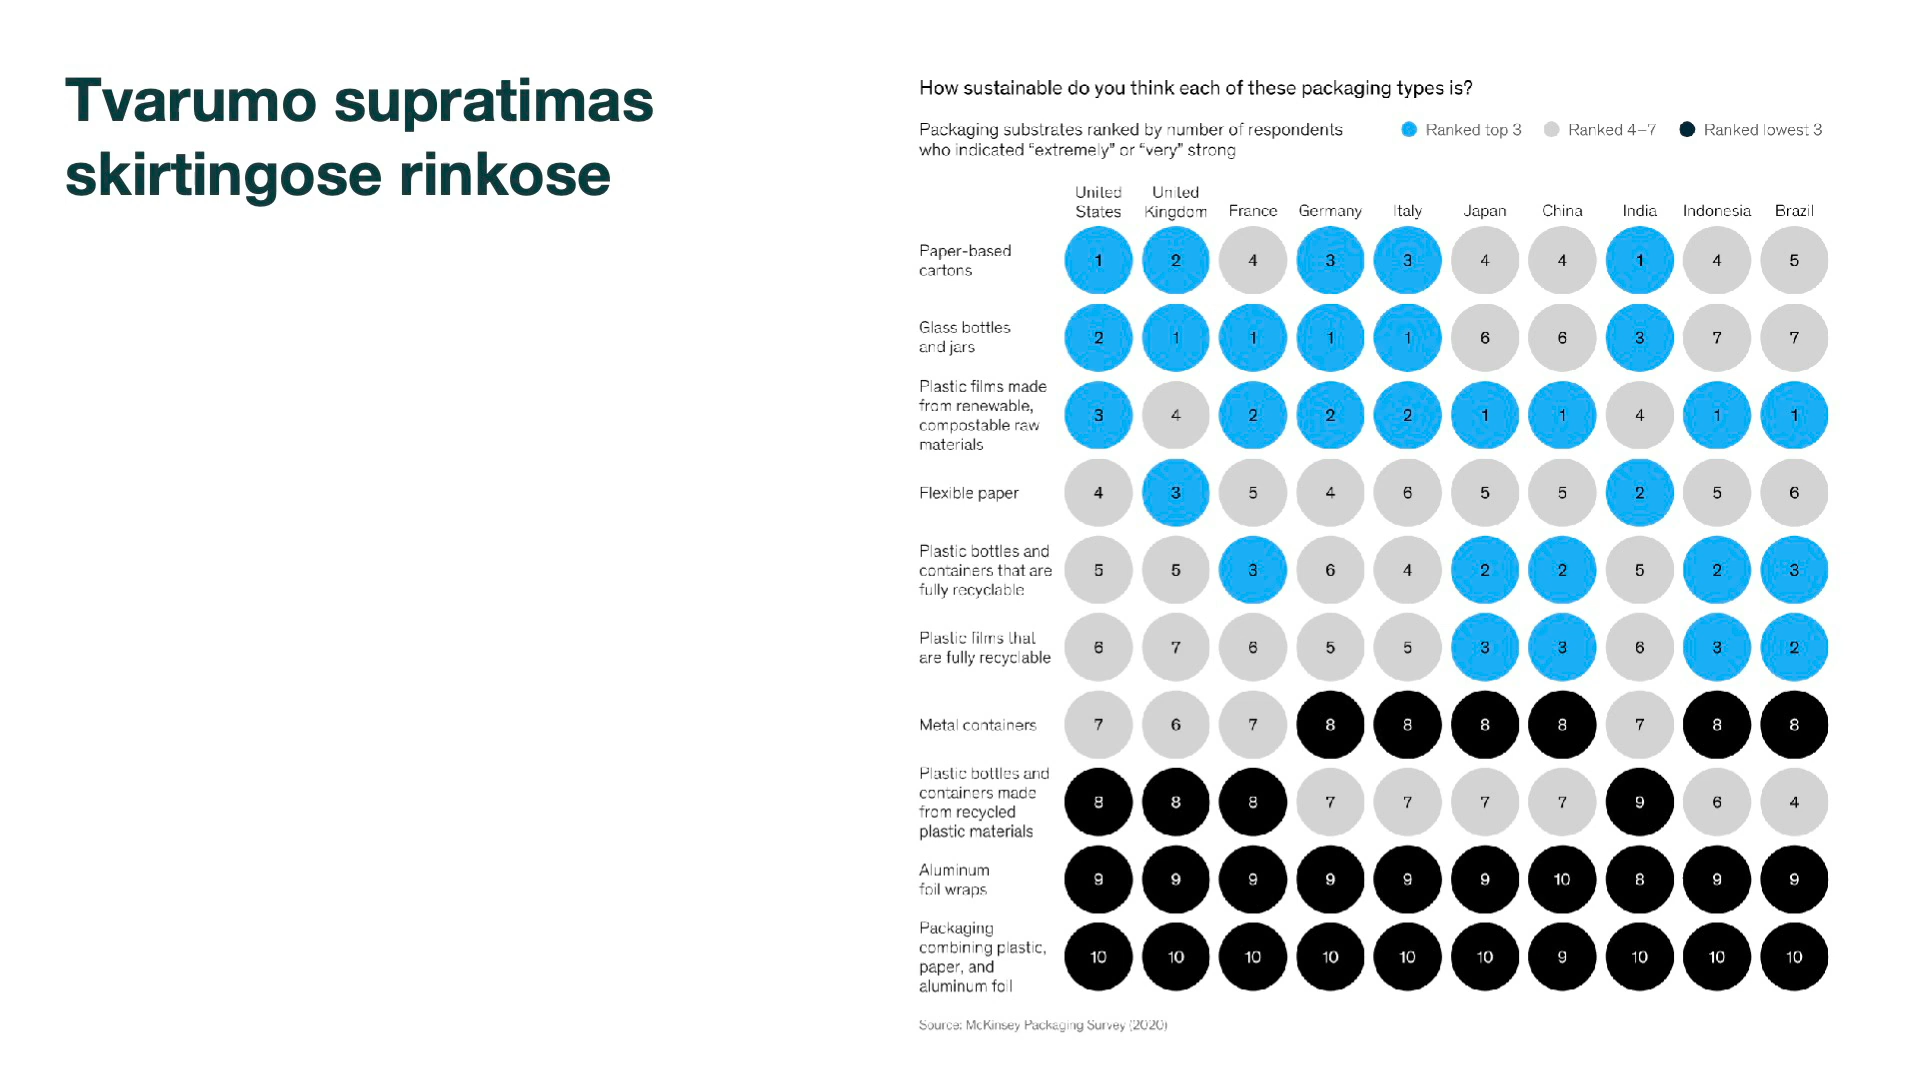 Tvarumo supratimas
skirtingose rinkose
How sustainable do you think each of these packaging types is?
Packaging substrates ranked by number of respondents
who indicated “extremely” or “very” strong
Ranked top 3
Ranked 4–7
Ranked lowest 3
United
States
United
Kingdom
France
Germany
Italy
Japan
China
India
Indonesia
Brazil
Paper-based
cartons
1 2 4 3 3 4 4 1 4 5
Glass bottles
and jars
2 1 1 1 1 6 6 3 7 7
Plastic films made
from renewable,
compostable raw
materials
3 4 2 2 2 1 1 4 1 1
Flexible paper
4 3 5 4 6 5 5 2 5 6
Plastic bottles and
containers that are
fully recyclable
5 5 3 6 4 2 2 5 2 3
Plastic films that
are fully recyclable
6 7 6 5 5 3 3 6 3 2
Metal containers
7 6 7 8 8 8 8 7 8 8
Plastic bottles and
containers made
from recycled
plastic materials
8 8 8 7 7 7 7 9 6 4
Aluminum
foil wraps
9 9 9 9 9 9 10 8 9 9
Packaging
combining plastic,
paper, and
aluminum foil
10 10 10 10 10 10 9 10 10 10
Source: McKinsey Packaging Survey (2020)